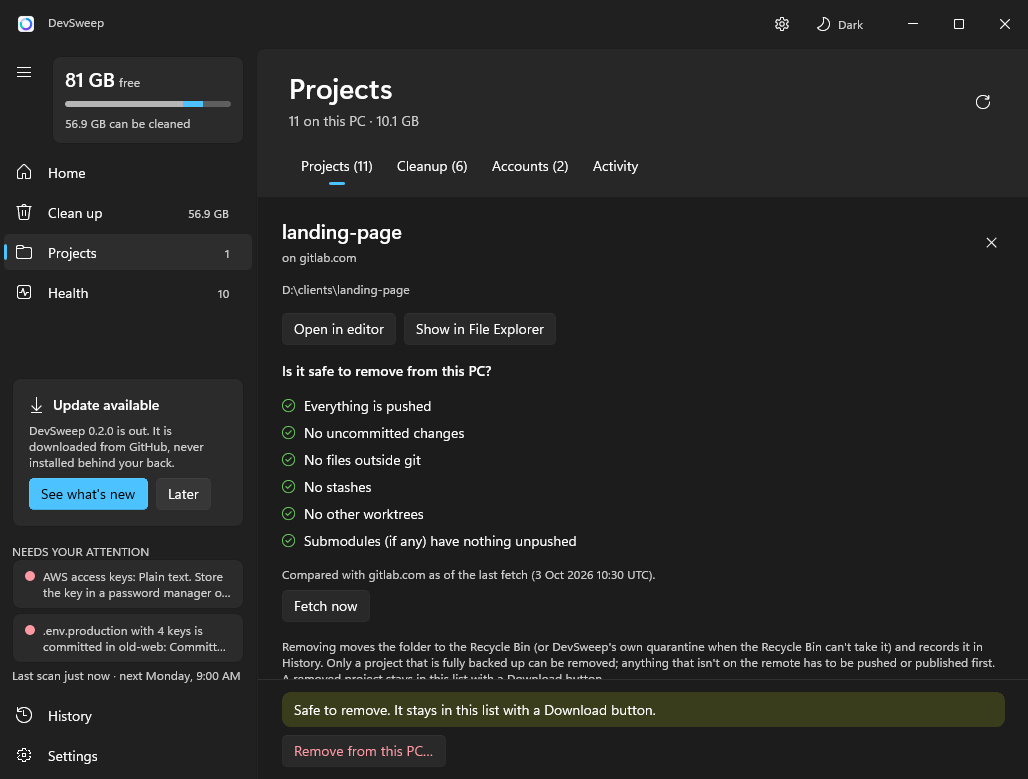 DevSweep
Dark
81 GB free
56.9 GB can be cleaned
Home
Clean up 56.9 GB
Projects 1
Health 10
Update available
DevSweep 0.2.0 is out. It is
downloaded from GitHub, never
installed behind your back.
See what's new
Later
NEEDS YOUR ATTENTION
AWS access keys: Plain text. Store
the key in a password manager o...
.env.production with 4 keys is
committed in old-web: Committ...
Last scan just now · next Monday, 9:00 AM
History
Settings
Projects
11 on this PC · 10.1 GB
Projects (11) Cleanup (6) Accounts (2) Activity
landing-page
on gitlab.com
D:\clients\landing-page
Open in editor
Show in File Explorer
Is it safe to remove from this PC?
Everything is pushed
No uncommitted changes
No files outside git
No stashes
No other worktrees
Submodules (if any) have nothing unpushed
Compared with gitlab.com as of the last fetch (3 Oct 2026 10:30 UTC).
Fetch now
Removing moves the folder to the Recycle Bin (or DevSweep's own quarantine when the Recycle Bin can't take it) and records it in
History. Only a project that is fully backed up can be removed; anything that isn't on the remote has to be pushed or published first.
A removed project stays in this list with a Download button.
Safe to remove. It stays in this list with a Download button.
Remove from this PC...